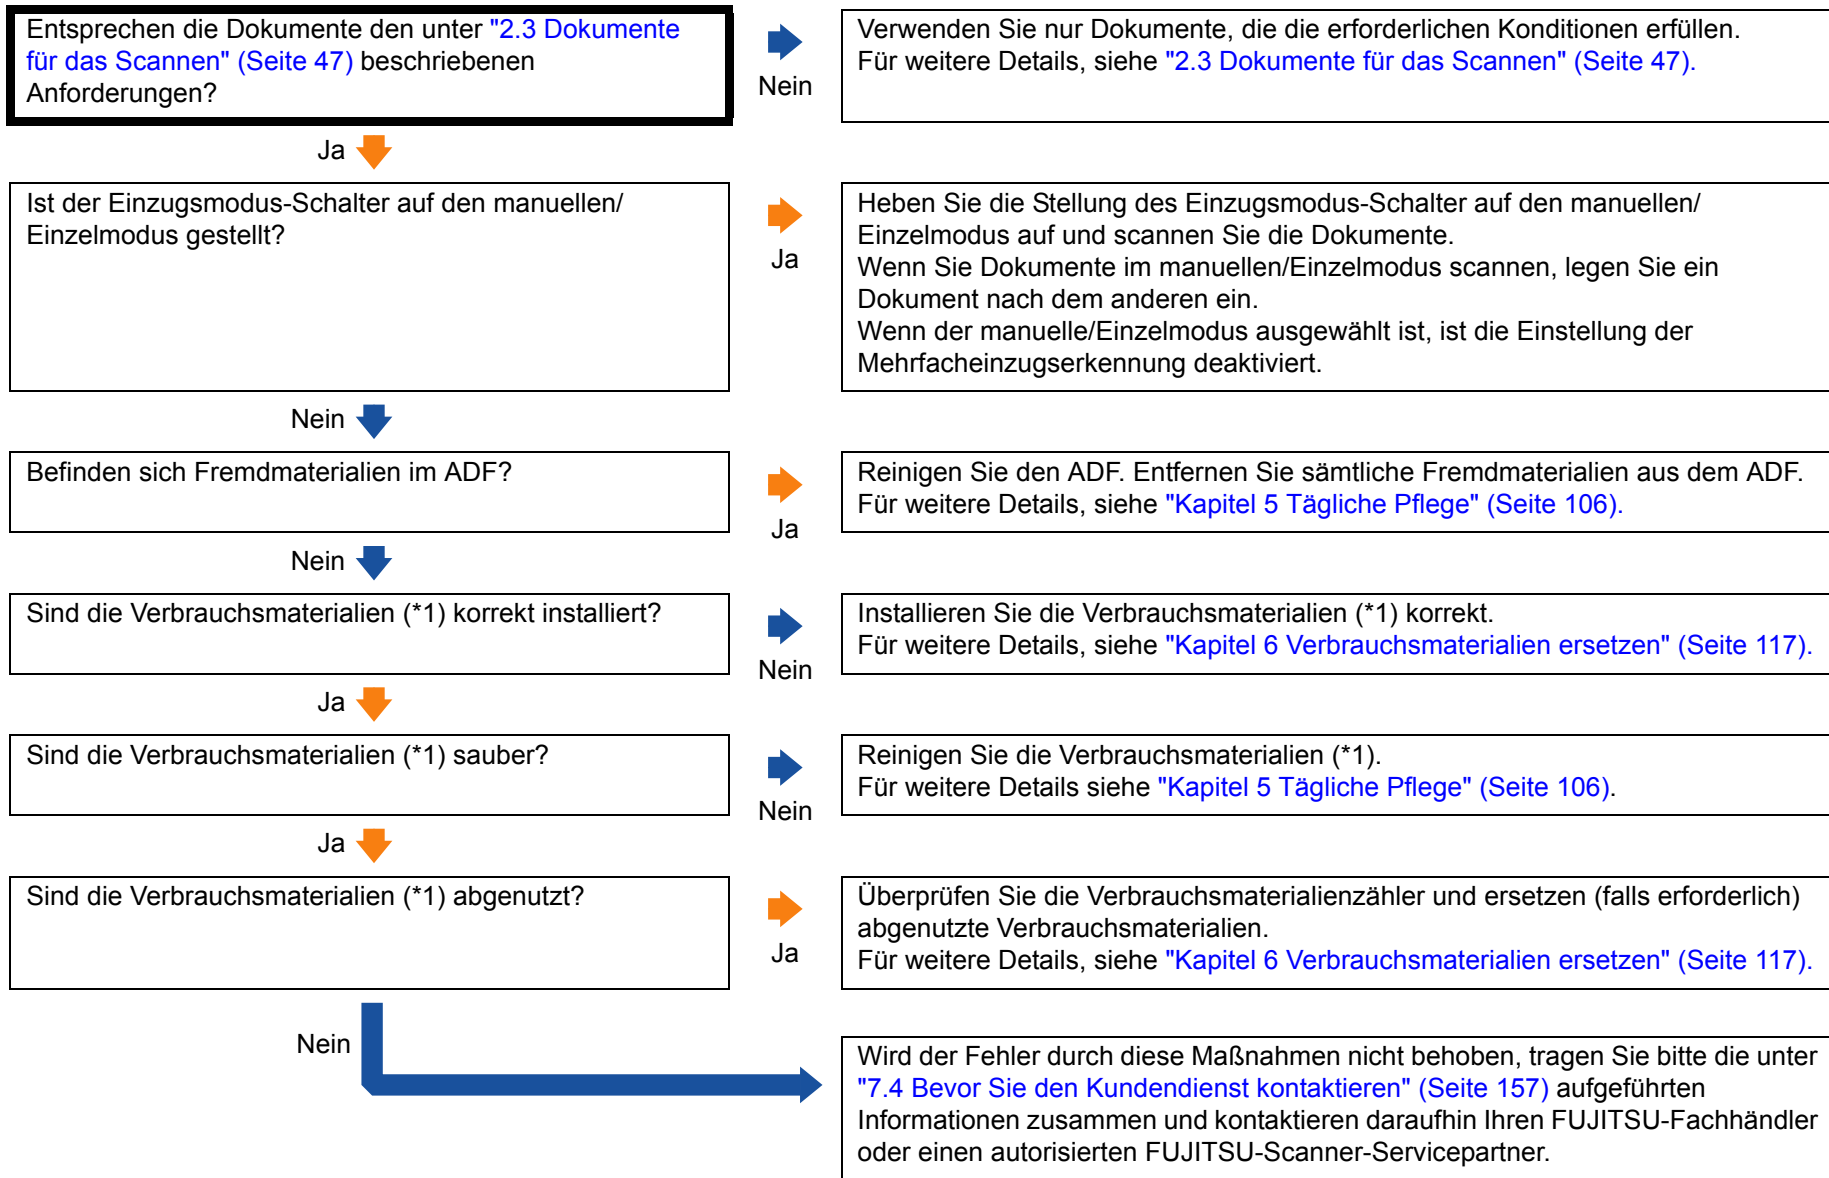 Entsprechen die Dokumente den unter "2.3 Dokumente
für das Scannen" (Seite 47) beschriebenen
Anforderungen?
Nein
Verwenden Sie nur Dokumente, die die erforderlichen Konditionen erfüllen.
Für weitere Details, siehe "2.3 Dokumente für das Scannen" (Seite 47).
Ja
Ist der Einzugsmodus-Schalter auf den manuellen/
Einzelmodus gestellt?
Ja
Heben Sie die Stellung des Einzugsmodus-Schalter auf den manuellen/
Einzelmodus auf und scannen Sie die Dokumente.
Wenn Sie Dokumente im manuellen/Einzelmodus scannen, legen Sie ein
Dokument nach dem anderen ein.
Wenn der manuelle/Einzelmodus ausgewählt ist, ist die Einstellung der
Mehrfacheinzugserkennung deaktiviert.
Nein
Befinden sich Fremdmaterialien im ADF?
Ja
Reinigen Sie den ADF. Entfernen Sie sämtliche Fremdmaterialien aus dem ADF.
Für weitere Details, siehe "Kapitel 5 Tägliche Pflege" (Seite 106).
Nein
Sind die Verbrauchsmaterialien (*1) korrekt installiert?
Nein
Installieren Sie die Verbrauchsmaterialien (*1) korrekt.
Für weitere Details, siehe "Kapitel 6 Verbrauchsmaterialien ersetzen" (Seite 117).
Ja
Sind die Verbrauchsmaterialien (*1) sauber?
Nein
Reinigen Sie die Verbrauchsmaterialien (*1).
Für weitere Details siehe "Kapitel 5 Tägliche Pflege" (Seite 106).
Ja
Sind die Verbrauchsmaterialien (*1) abgenutzt?
Ja
Überprüfen Sie die Verbrauchsmaterialienzähler und ersetzen (falls erforderlich)
abgenutzte Verbrauchsmaterialien.
Für weitere Details, siehe "Kapitel 6 Verbrauchsmaterialien ersetzen" (Seite 117).
Nein
Wird der Fehler durch diese Maßnahmen nicht behoben, tragen Sie bitte die unter
"7.4 Bevor Sie den Kundendienst kontaktieren" (Seite 157) aufgeführten
Informationen zusammen und kontaktieren daraufhin Ihren FUJITSU-Fachhändler
oder einen autorisierten FUJITSU-Scanner-Servicepartner.